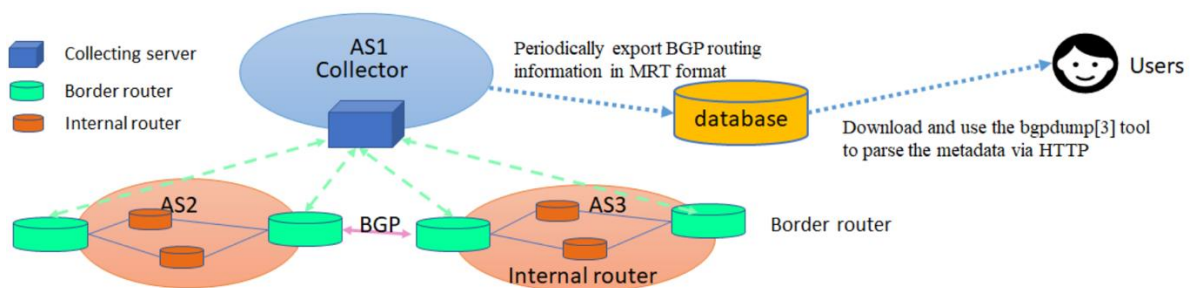 Collecting server
Border router
Internal router
AS1
Collector
Periodically export BGP routing
information in MRT format
database
Users
Download and use the bgpdump[3] tool
to parse the metadata via HTTP
AS2
BGP
AS3
Border router
Internal router